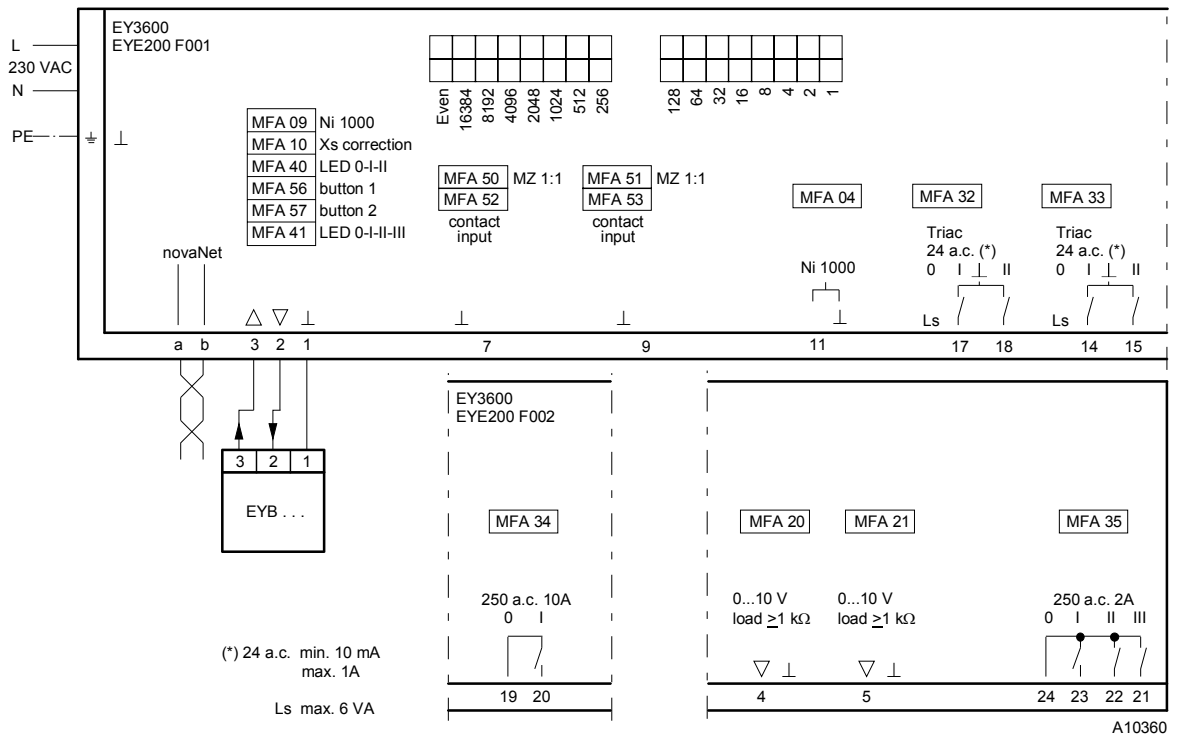 EY3600
EYE200 F001
L
230 VAC
N
PE
Even 16384 8192 4096 2048 1024 512 256
128 64 32 16 8 4 2 1
MFA 09 Ni 1000
MFA 10 Xs correction
MFA 40 LED 0-I-II
MFA 56 button 1
MFA 57 button 2
MFA 41 LED 0-I-II-III
MFA 50 MZ 1:1
MFA 52
contact
input
MFA 51 MZ 1:1
MFA 53
contact
input
MFA 04
Ni 1000
MFA 32
Triac
24 a.c. (*)
0 I ⊥ II
Ls
MFA 33
Triac
24 a.c. (*)
0 I ⊥ II
Ls
novaNet
a b 3 2 1 7 9 11 17 18 14 15
3 2 1
EYB . . .
EY3600
EYE200 F002
MFA 34
250 a.c. 10A
0 I
19 20
MFA 20
0...10 V
load ≥1 kΩ
4
MFA 21
0...10 V
load ≥1 kΩ
5
MFA 35
250 a.c. 2A
0 I II III
24 23 22 21
(*) 24 a.c. min. 10 mA
max. 1A
Ls max. 6 VA
A10360